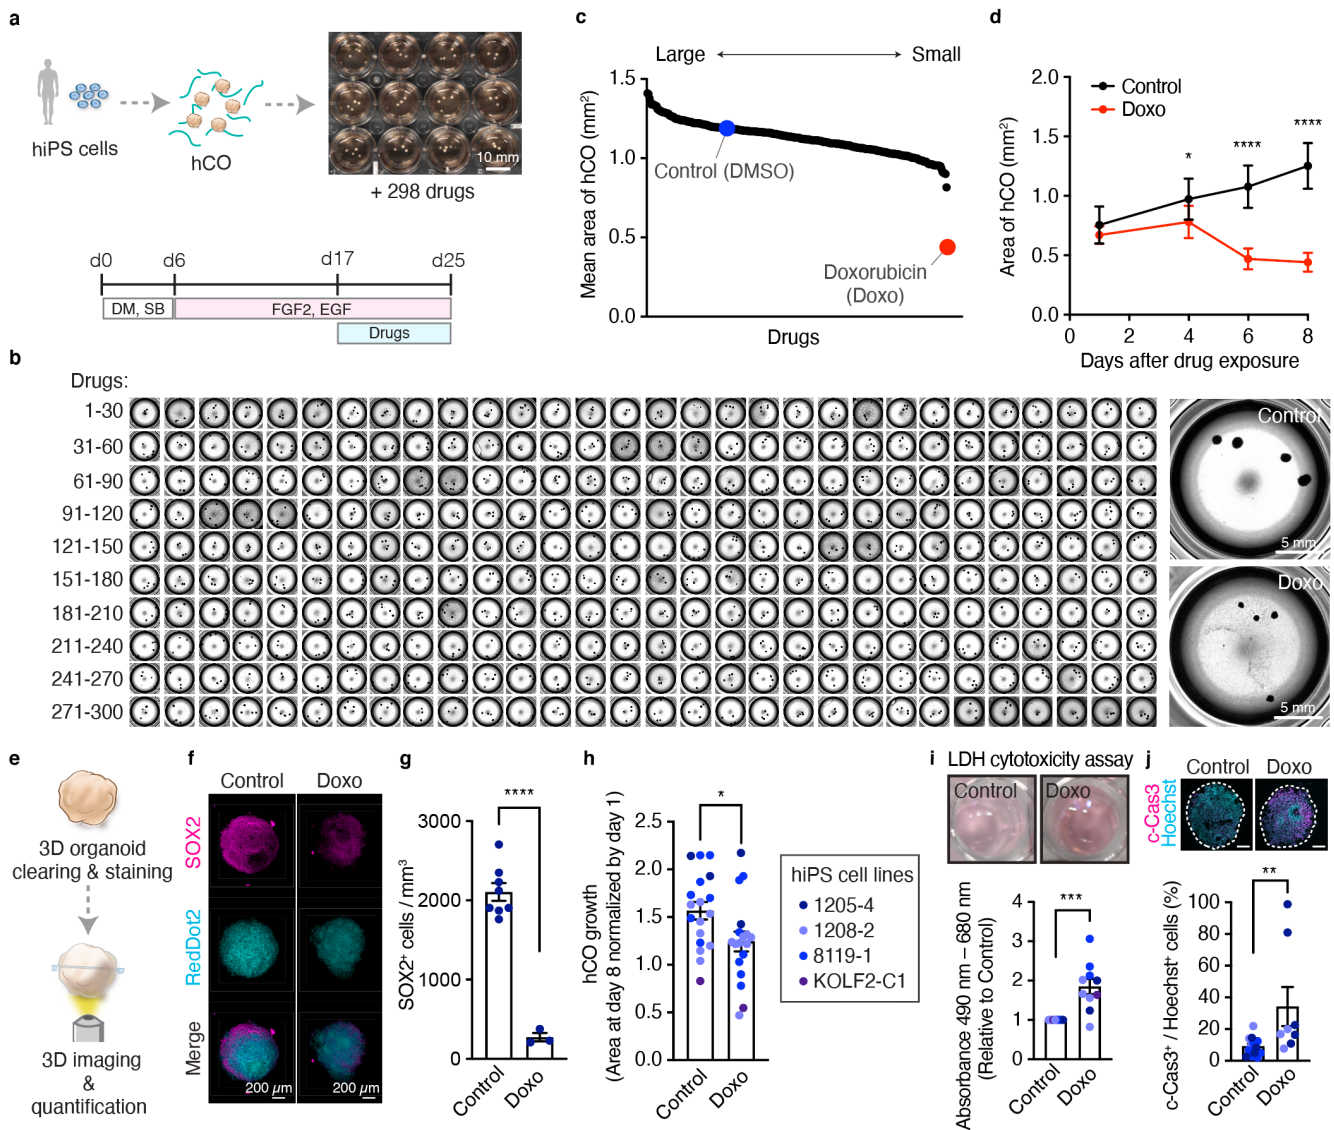 a
hiPS cells
hCO
10 mm
+ 298 drugs
d0
d6
d17
d25
DM, SB
FGF2, EGF
Drugs
c
Large
Small
Mean area of hCO (mm²)
1.5
1.0
0.5
0.0
Control (DMSO)
Doxorubicin
(Doxo)
Drugs
d
Area of hCO (mm²)
2.0
1.5
1.0
0.5
0.0
Control
Doxo
*
****
****
0
2
4
6
8
Days after drug exposure
b
Drugs:
1-30
31-60
61-90
91-120
121-150
151-180
181-210
211-240
241-270
271-300
Control
5 mm
Doxo
5 mm
e
3D organoid
clearing & staining
3D imaging
&
quantification
f
Control
Doxo
SOX2
RedDot2
Merge
200 µm
200 µm
g
SOX2⁺ cells / mm³
****
3000
2000
1000
0
Control
Doxo
h
hCO growth
(Area at day 8 normalized by day 1)
*
2.5
2.0
1.5
1.0
0.5
0.0
Control
Doxo
hiPS cell lines
1205-4
1208-2
8119-1
KOLF2-C1
i
LDH cytotoxicity assay
Control
Doxo
Absorbance 490 nm – 680 nm
(Relative to Control)
***
4
3
2
1
0
Control
Doxo
j
Control
Doxo
c-Cas3
Hoechst
c-Cas3⁺ / Hoechst⁺ cells (%)
**
100
80
60
40
20
0
Control
Doxo